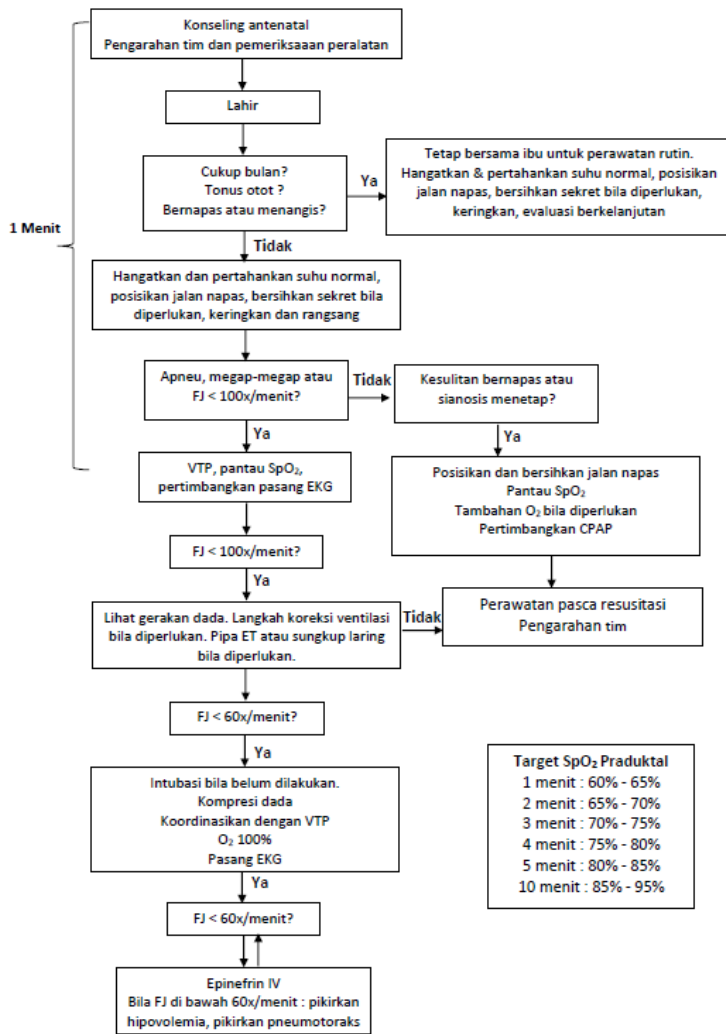 Konseling antenatal
Pengarahan tim dan pemeriksaaan peralatan
Lahir
1 Menit
Cukup bulan?
Tonus otot ?
Bernapas atau menangis?
Ya
Tetap bersama ibu untuk perawatan rutin.
Hangatkan & pertahankan suhu normal, posisikan
jalan napas, bersihkan sekret bila diperlukan,
keringkan, evaluasi berkelanjutan
Tidak
Hangatkan dan pertahankan suhu normal,
posisikan jalan napas, bersihkan sekret bila
diperlukan, keringkan dan rangsang
Apneu, megap-megap atau
FJ < 100x/menit?
Tidak
Kesulitan bernapas atau
sianosis menetap?
Ya
Ya
VTP, pantau SpO₂,
pertimbangkan pasang EKG
Posisikan dan bersihkan jalan napas
Pantau SpO₂
Tambahan O₂ bila diperlukan
Pertimbangkan CPAP
FJ < 100x/menit?
Ya
Lihat gerakan dada. Langkah koreksi ventilasi
bila diperlukan. Pipa ET atau sungkup laring
bila diperlukan.
Tidak
Perawatan pasca resusitasi
Pengarahan tim
FJ < 60x/menit?
Ya
Intubasi bila belum dilakukan.
Kompresi dada
Koordinasikan dengan VTP
O₂ 100%
Pasang EKG
Ya
FJ < 60x/menit?
Epinefrin IV
Bila FJ di bawah 60x/menit : pikirkan
hipovolemia, pikirkan pneumotoraks
Target SpO₂ Praduktal
1 menit : 60% - 65%
2 menit : 65% - 70%
3 menit : 70% - 75%
4 menit : 75% - 80%
5 menit : 80% - 85%
10 menit : 85% - 95%